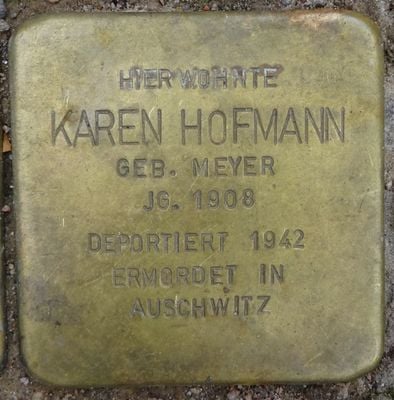 HIER WOHNTE
KAREN HOFMANN
GEB. MEYER
JG. 1908
DEPORTIERT 1942
ERMORDET IN
AUSCHWITZ